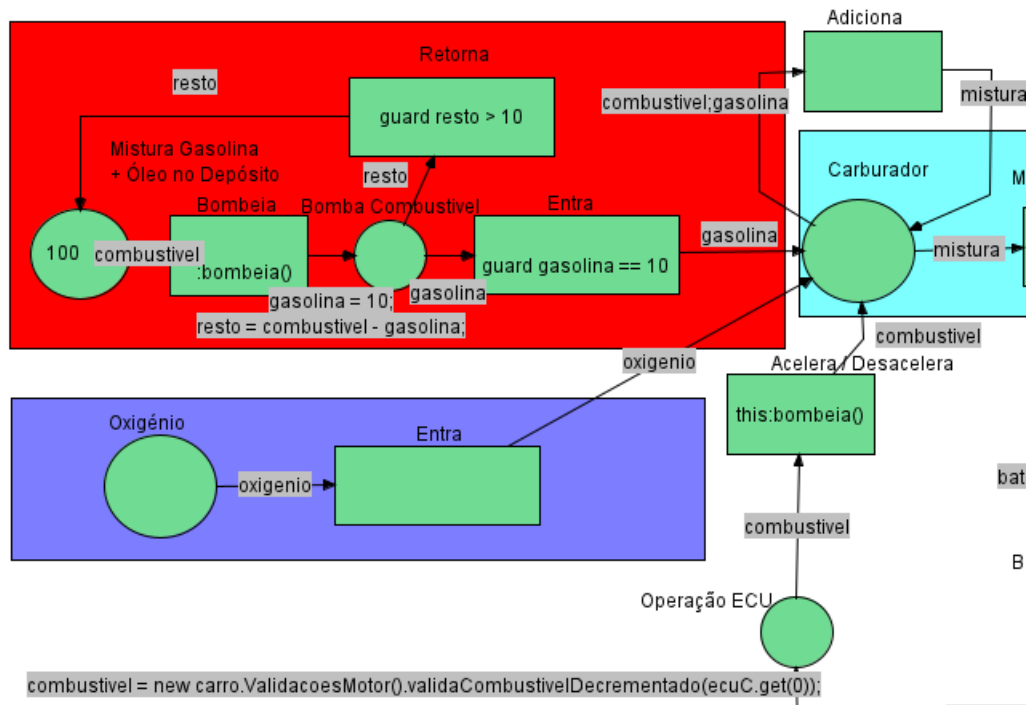 Adiciona
Retorna
resto
combustivel;gasolina
mistura
guard resto > 10
Mistura Gasolina
+ Óleo no Depósito
resto
Carburador
M
Bombeia
Bomba Combustivel
Entra
100
combustivel
:bombeia()
guard gasolina == 10
gasolina
mistura
gasolina
gasolina = 10;
resto = combustivel - gasolina;
combustivel
oxigenio
Acelera / Desacelera
this:bombeia()
Oxigénio
Entra
oxigenio
bat
combustivel
B
Operação ECU
combustivel = new carro.ValidacoesMotor().validaCombustivelDecrementado(ecuC.get(0));